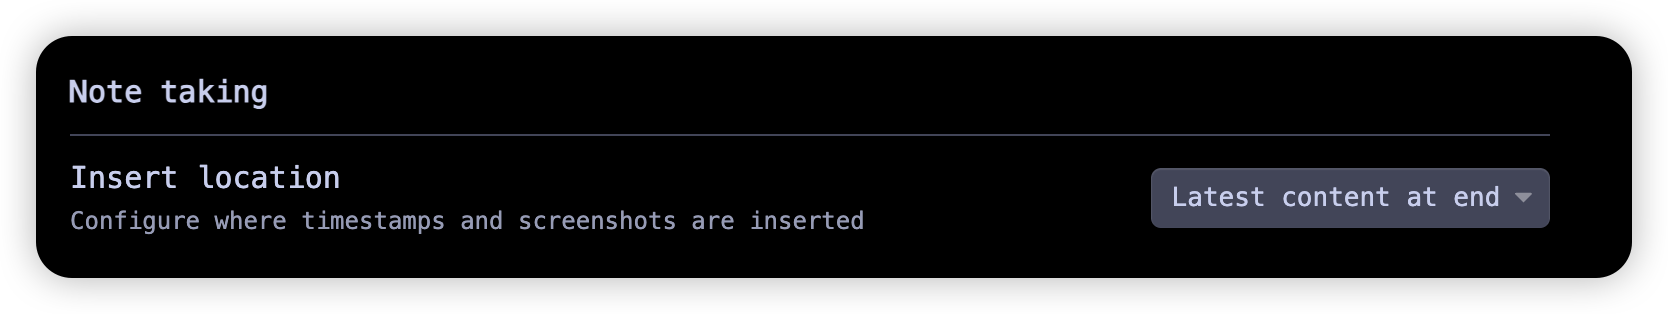 Note taking
Insert location
Configure where timestamps and screenshots are inserted
Latest content at end